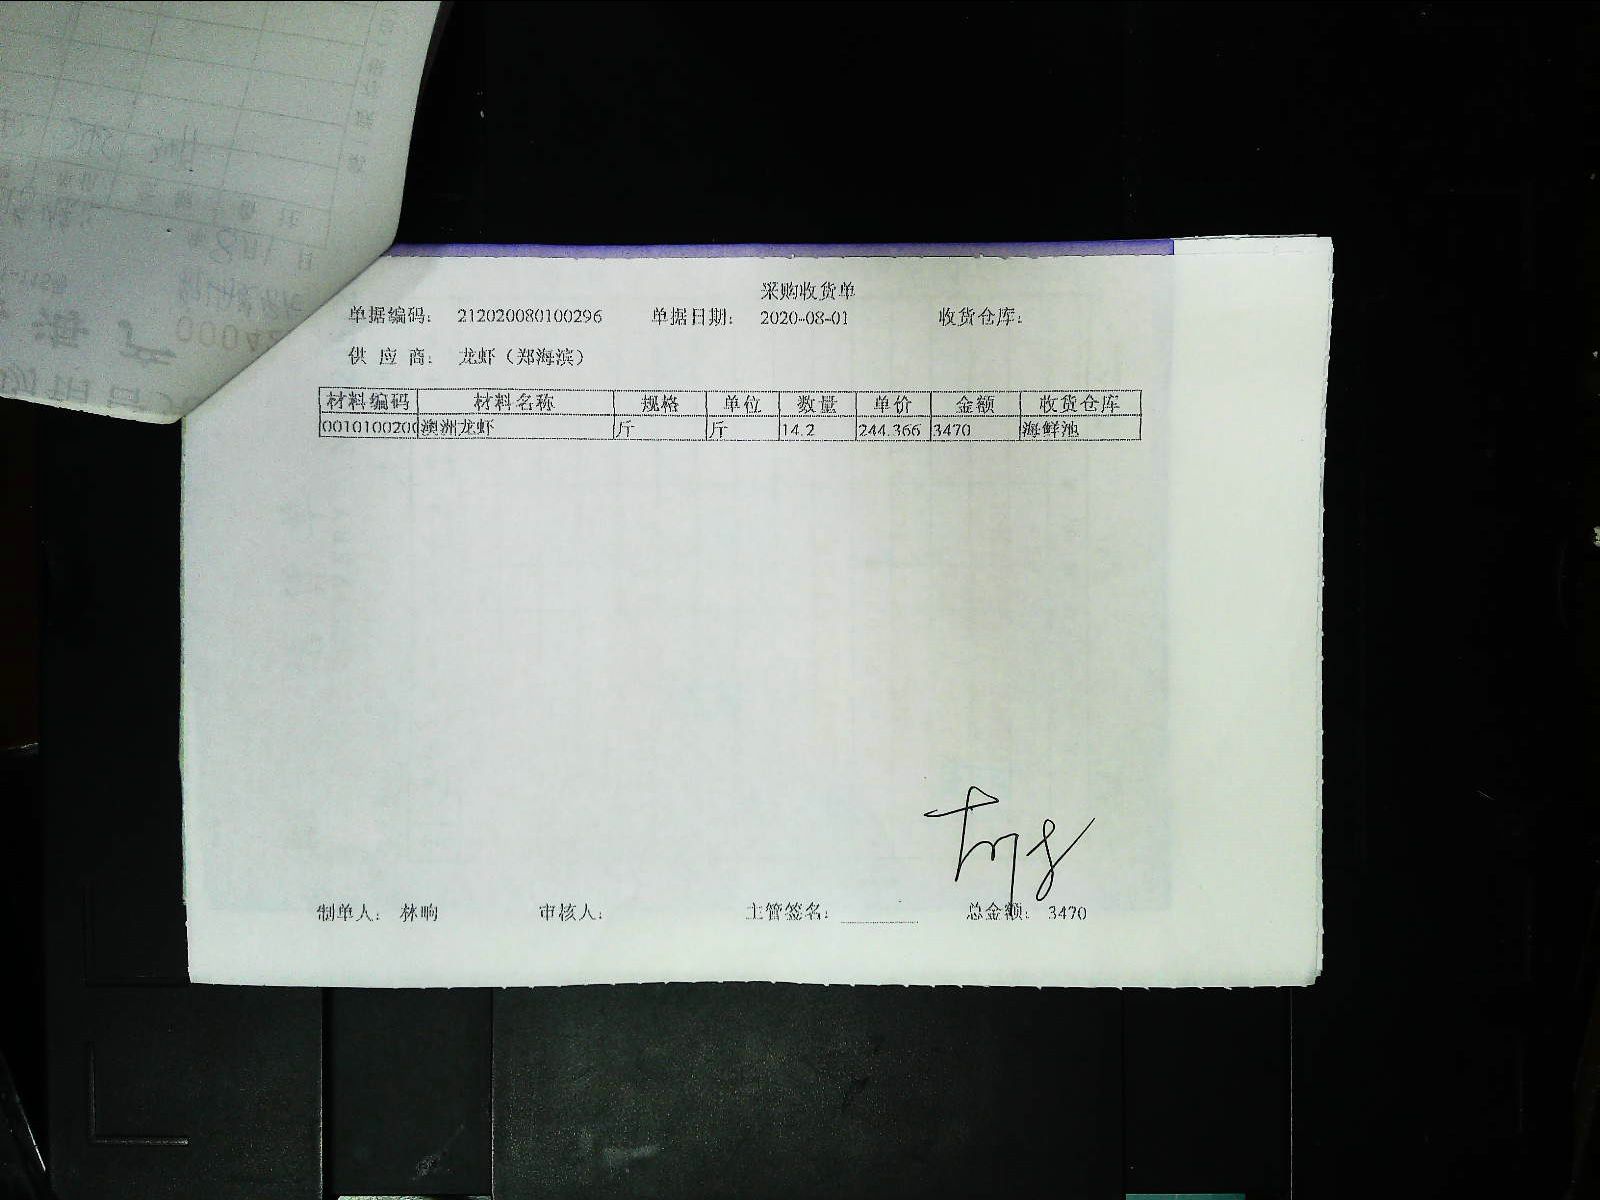 采购收货单
单据编码： 212020080100296 单据日期： 2020-08-01 收货仓库：
供 应 商： 龙虾（郑海滨）
材料编码 材料名称 规格 单位 数量 单价 金额 收货仓库
0010100200 澳洲龙虾 斤 斤 14.2 244.366 3470 海鲜池
制单人： 林晌 审核人： 主管签名： 总金额： 3470